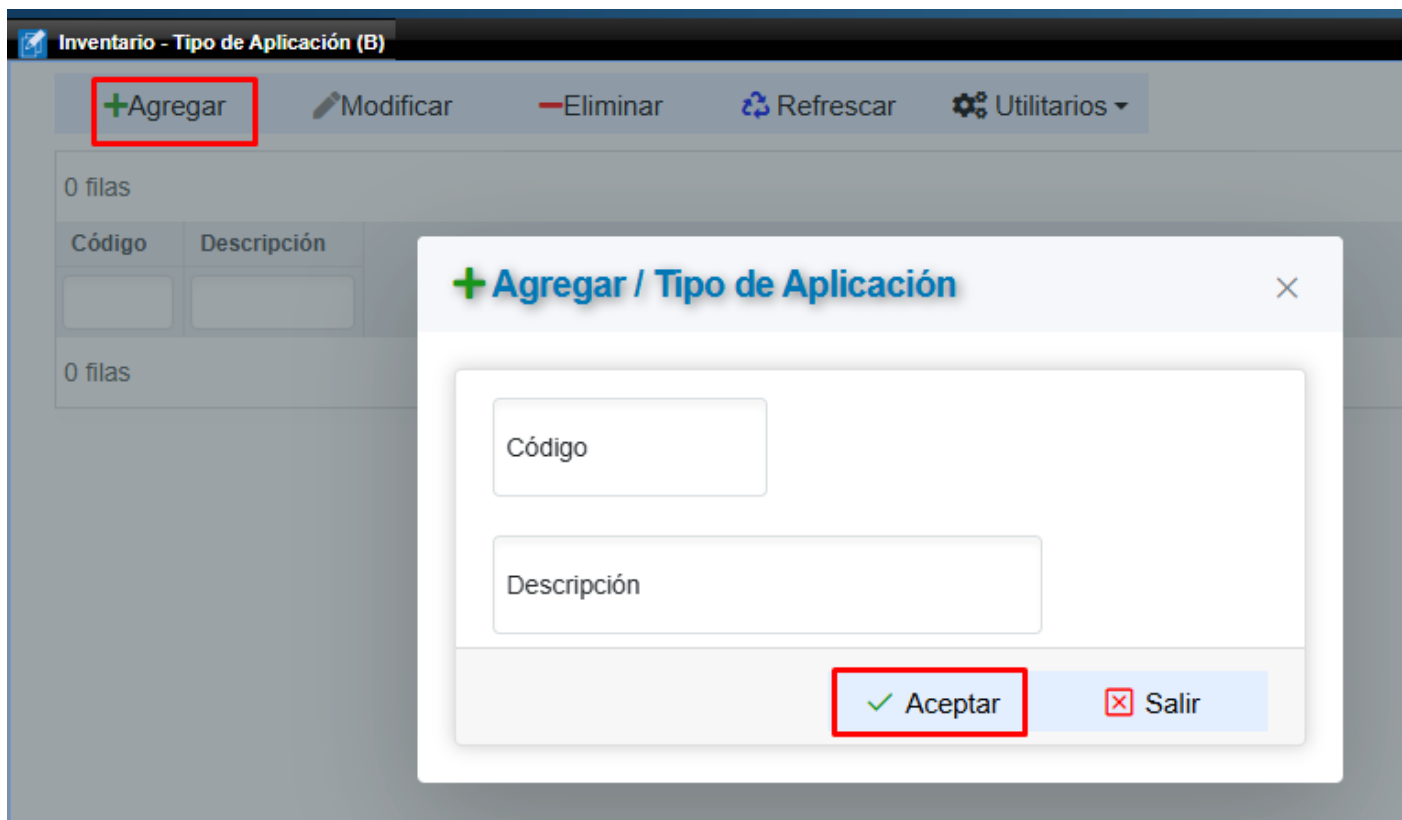 Inventario - Tipo de Aplicación (B)
Agregar Modificar Eliminar Refrescar Utilitarios
0 filas
Código Descripción
0 filas
Agregar / Tipo de Aplicación
Código
Descripción
Aceptar Salir